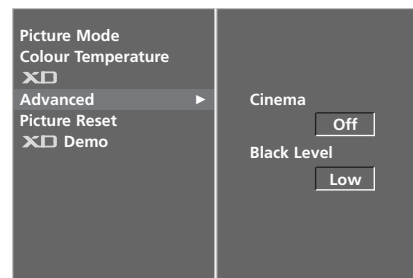 Picture Mode
Colour Temperature
XD
Advanced ►
Picture Reset
XD Demo
Cinema
Off
Black Level
Low